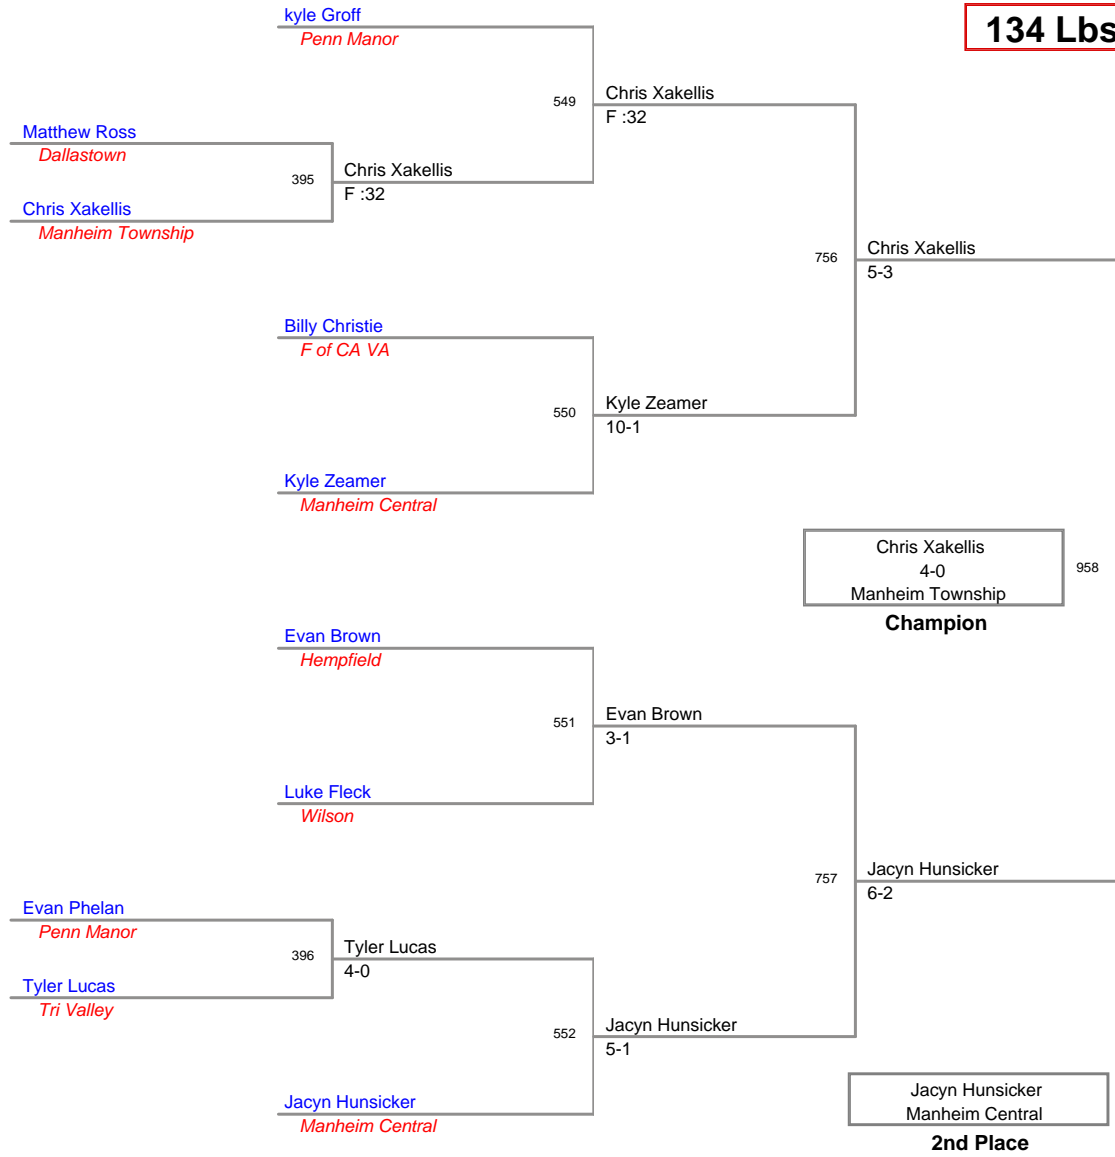 kyle Groff
134 Lbs
Penn Manor
549
Chris Xakellis
F :32
Matthew Ross
Dallastown
395
Chris Xakellis
F :32
Chris Xakellis
Manheim Township
756
Chris Xakellis
5-3
Billy Christie
F of CA VA
550
Kyle Zeamer
10-1
Kyle Zeamer
Manheim Central
Chris Xakellis
4-0
Manheim Township
958
Champion
Evan Brown
Hempfield
551
Evan Brown
3-1
Luke Fleck
Wilson
757
Jacyn Hunsicker
6-2
Evan Phelan
Penn Manor
396
Tyler Lucas
4-0
Tyler Lucas
Tri Valley
552
Jacyn Hunsicker
5-1
Jacyn Hunsicker
Manheim Central
Jacyn Hunsicker
Manheim Central
2nd Place